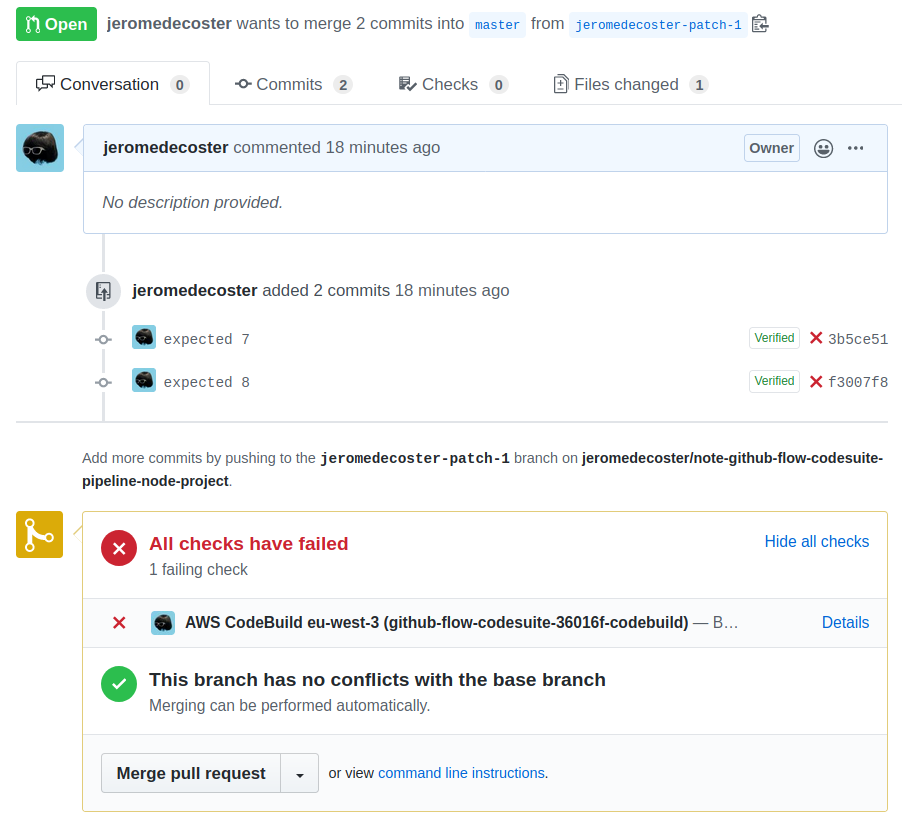 Open jeromedecoster wants to merge 2 commits into master from jeromedecoster-patch-1
Conversation 0 Commits 2 Checks 0 Files changed 1
jeromedecoster commented 18 minutes ago Owner
No description provided.
jeromedecoster added 2 commits 18 minutes ago
expected 7 Verified 3b5ce51
expected 8 Verified f3007f8
Add more commits by pushing to the jeromedecoster-patch-1 branch on jeromedecoster/note-github-flow-codesuite-
pipeline-node-project.
All checks have failed Hide all checks
1 failing check
AWS CodeBuild eu-west-3 (github-flow-codesuite-36016f-codebuild) — B… Details
This branch has no conflicts with the base branch
Merging can be performed automatically.
Merge pull request or view command line instructions.